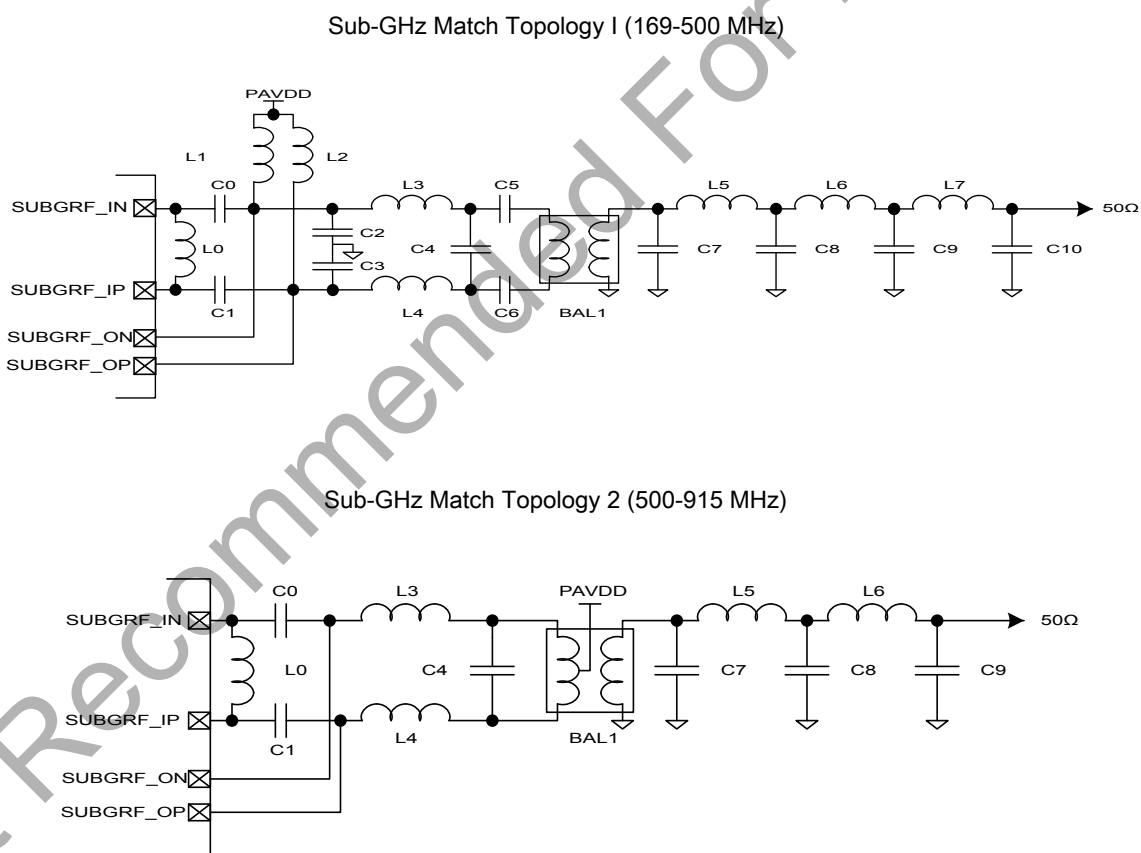 Sub-GHz Match Topology I (169-500 MHz)
PAVDD
L1
L2
C0
L3
C5
L5
L6
L7
SUBGRF_IN
50Ω
L0
C2
C3
C4
C7
C8
C9
C10
SUBGRF_IP
C1
L4
C6
BAL1
SUBGRF_ON
SUBGRF_OP
Sub-GHz Match Topology 2 (500-915 MHz)
C0
L3
PAVDD
L5
L6
SUBGRF_IN
50Ω
L0
C4
C7
C8
C9
SUBGRF_IP
C1
L4
BAL1
SUBGRF_ON
SUBGRF_OP
Recommended For